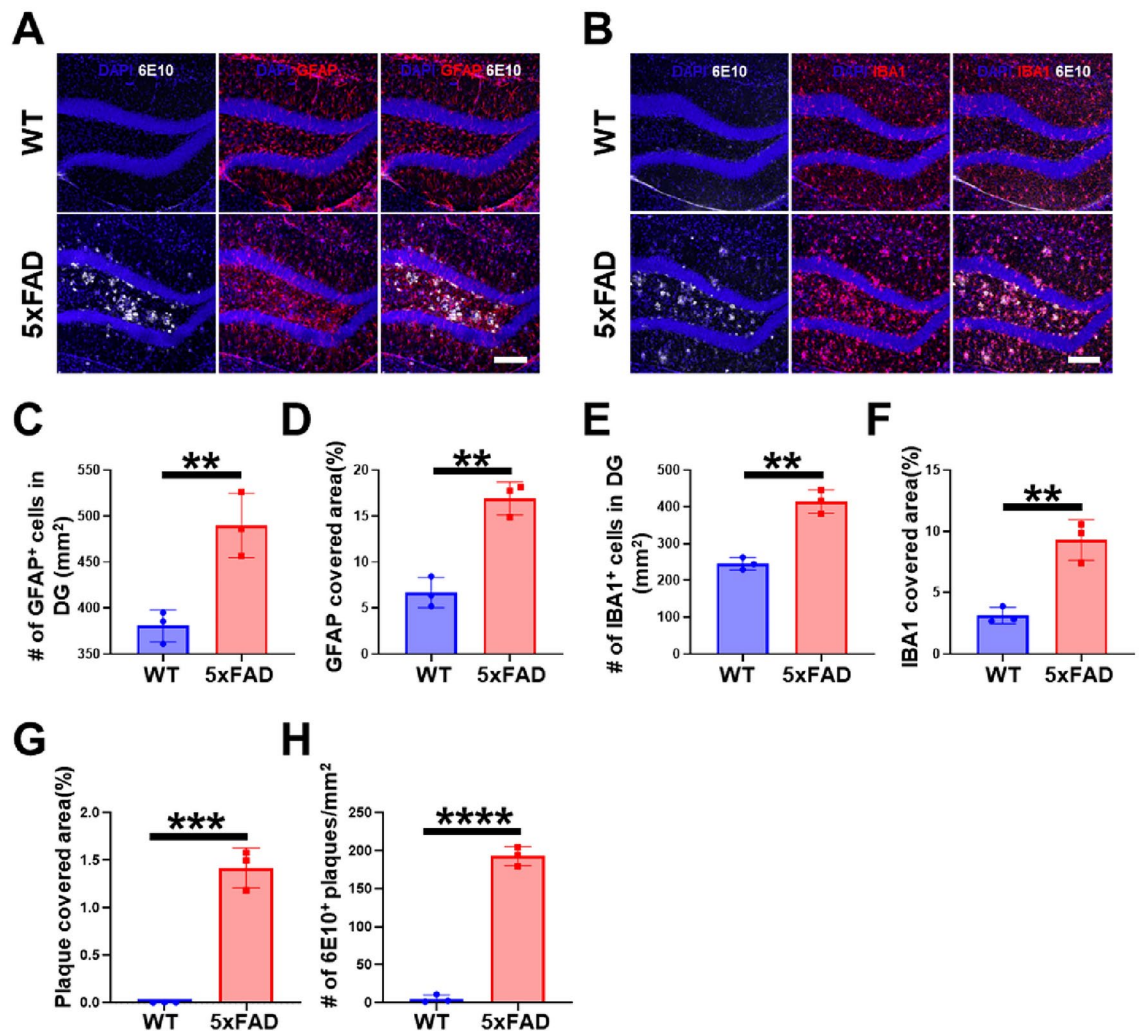 A
B
DAPI 6E10
DAPI GFAP
DAPI GFAP 6E10
DAPI 6E10
DAPI IBA1
DAPI IBA1 6E10
WT
5xFAD
WT
5xFAD
C
D
E
F
# of GFAP⁺ cells in
DG (mm²)
550
500
450
400
350
**
WT
5xFAD
GFAP covered area(%)
20
15
10
5
0
**
WT
5xFAD
# of IBA1⁺ cells in DG
(mm²)
500
400
300
200
100
0
**
WT
5xFAD
IBA1 covered area(%)
15
10
5
0
**
WT
5xFAD
G
H
Plaque covered area(%)
2.0
1.5
1.0
0.5
0.0
***
WT
5xFAD
# of 6E10⁺ plaques/mm²
250
200
150
100
50
0
****
WT
5xFAD